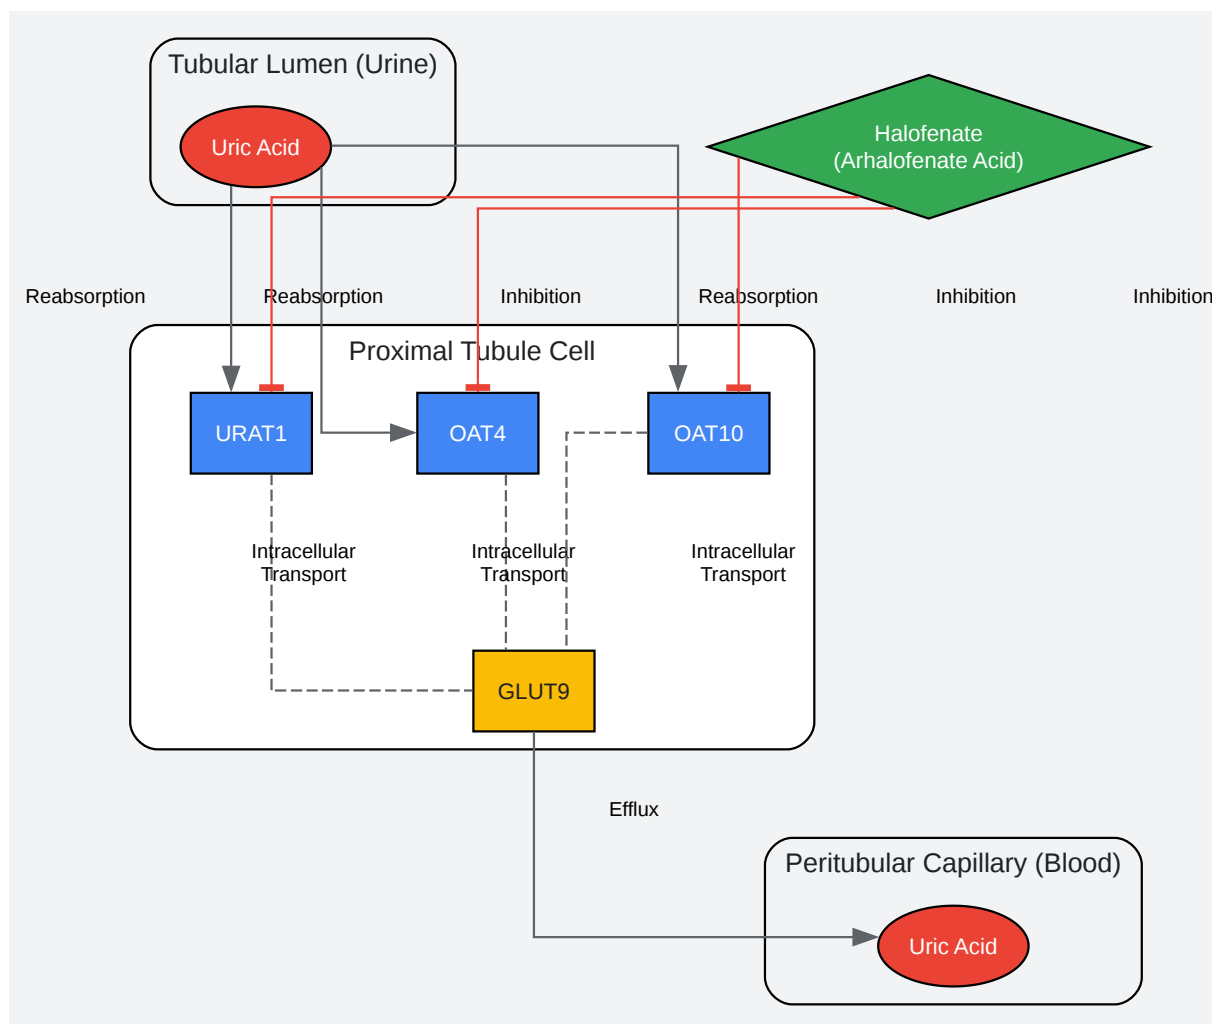 Tubular Lumen (Urine)
Uric Acid
Halofenate
(Arhalofenate Acid)
Reabsorption
Reabsorption
Inhibition
Reabsorption
Inhibition
Inhibition
Proximal Tubule Cell
URAT1
OAT4
OAT10
Intracellular
Transport
Intracellular
Transport
Intracellular
Transport
GLUT9
Efflux
Peritubular Capillary (Blood)
Uric Acid